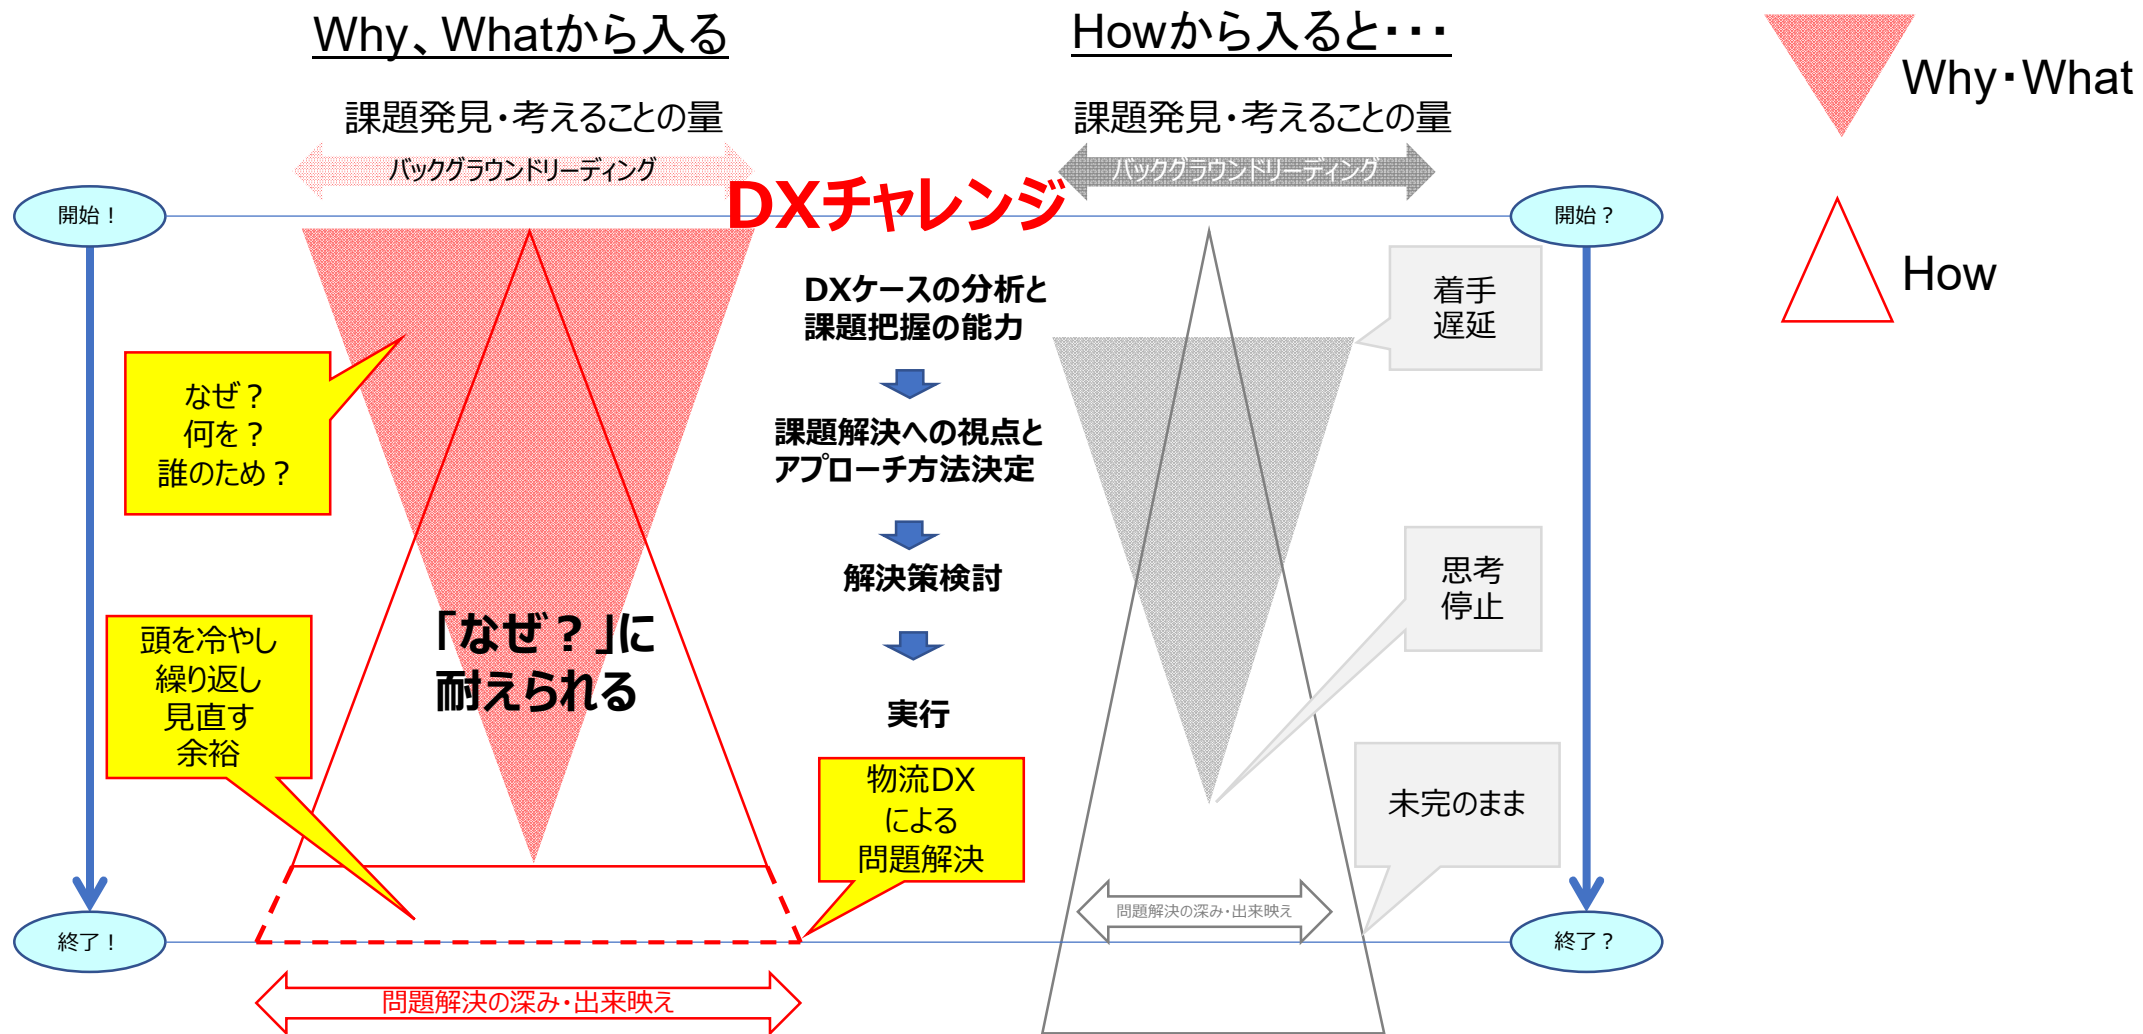 Why、Whatから入る
Howから入ると・・・
Why・What
How
課題発見・考えることの量
課題発見・考えることの量
バックグラウンドリーディング
バックグラウンドリーディング
DXチャレンジ
開始！
開始？
DXケースの分析と
課題把握の能力
課題解決への視点と
アプローチ方法決定
解決策検討
実行
なぜ？
何を？
誰のため？
「なぜ？」に
耐えられる
頭を冷やし
繰り返し
見直す
余裕
物流DX
による
問題解決
着手
遅延
思考
停止
未完のまま
問題解決の深み・出来映え
終了！
終了？
問題解決の深み・出来映え